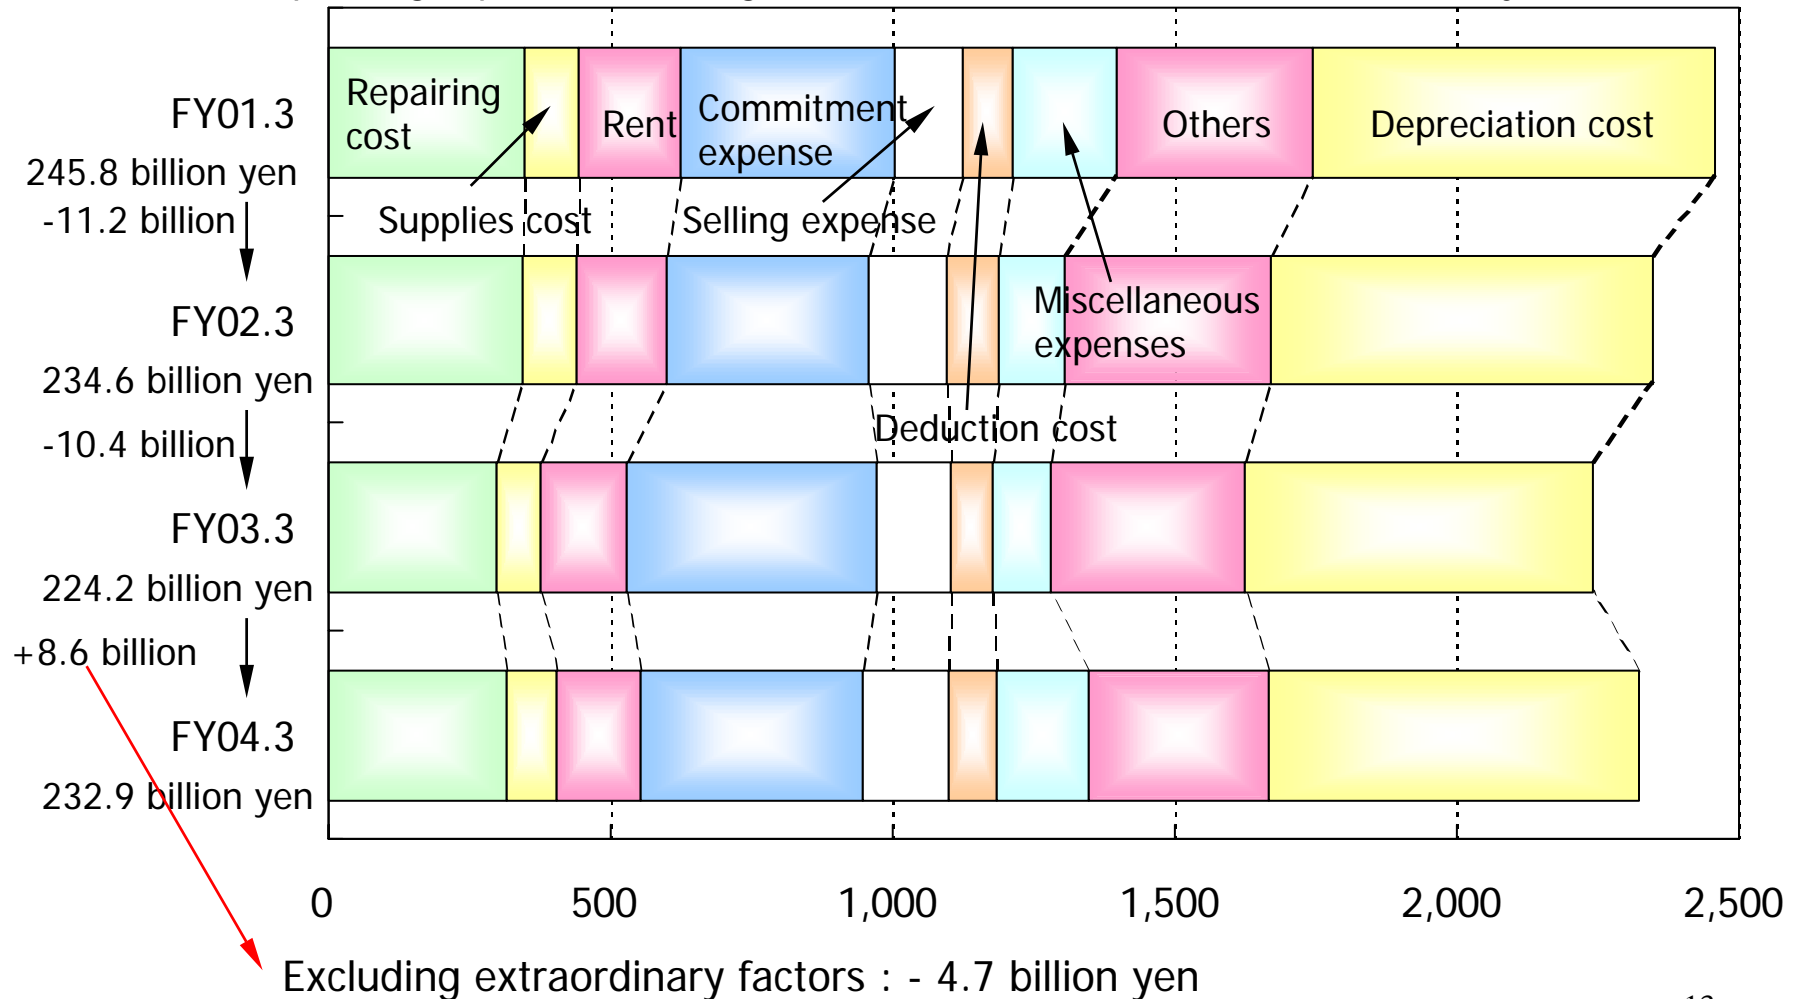 FY01.3
245.8 billion yen
-11.2 billion
FY02.3
234.6 billion yen
-10.4 billion
FY03.3
224.2 billion yen
+8.6 billion
FY04.3
232.9 billion yen
Repairing
cost
Rent
Commitment
expense
Others
Depreciation cost
Supplies cost
Selling expense
Miscellaneous
expenses
Deduction cost
0
500
1,000
1,500
2,000
2,500
Excluding extraordinary factors : - 4.7 billion yen